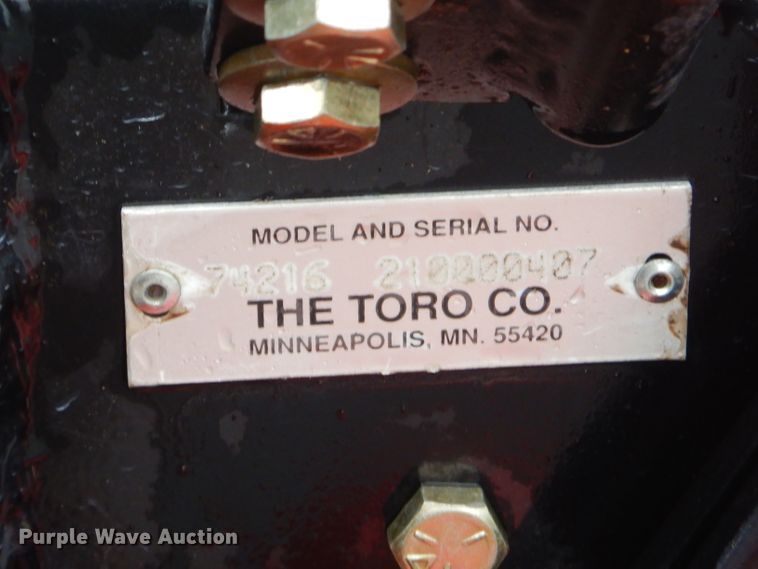 MODEL AND SERIAL NO.
74216 210000407
THE TORO CO.
MINNEAPOLIS, MN. 55420
Purple Wave Auction